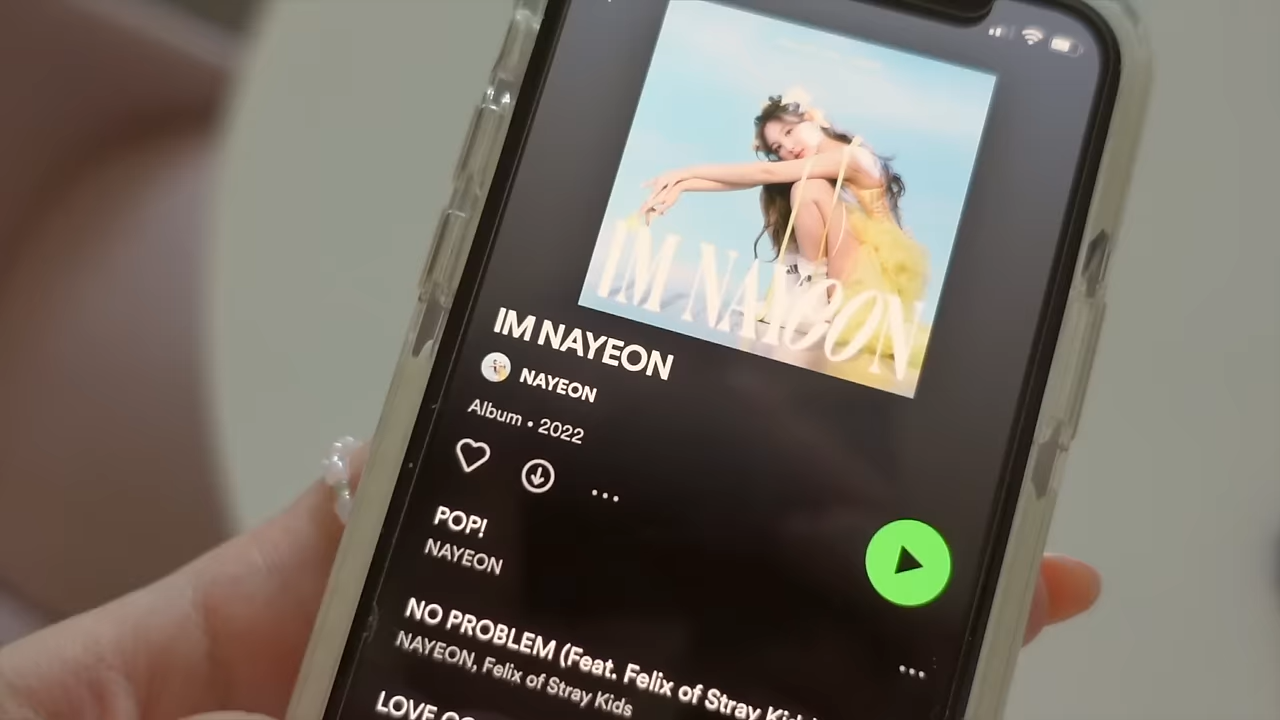 IM NAYEON
IM NAYEON
NAYEON
Album • 2022
POP!
NAYEON
NO PROBLEM (Feat. Felix of Stray
NAYEON, Felix of Stray Kids
LOVE